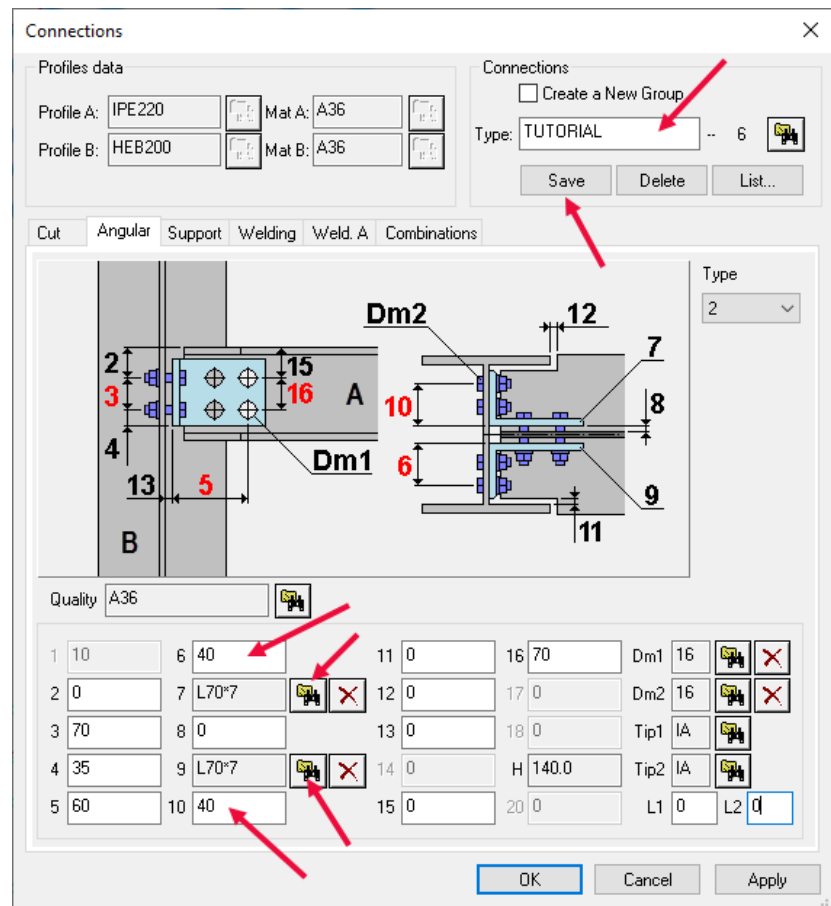 Connections
Profiles data
Profile A: IPE220 Mat A: A36
Profile B: HEB200 Mat B: A36
Connections
Create a New Group
Type: TUTORIAL -- 6
Save Delete List...
Cut Angular Support Welding Weld. A Combinations
Type
2
Dm2 12
7
2 15
3 16 A 10 8
4
Dm1
13 5 6 9
11
B
Quality A36
1 10 6 40 11 0 16 70 Dm1 16
2 0 7 L70*7 12 0 17 0 Dm2 16
3 70 8 0 13 0 18 0 Tip1 IA
4 35 9 L70*7 14 0 H 140.0 Tip2 IA
5 60 10 40 15 0 20 0 L1 0 L2 0
OK Cancel Apply